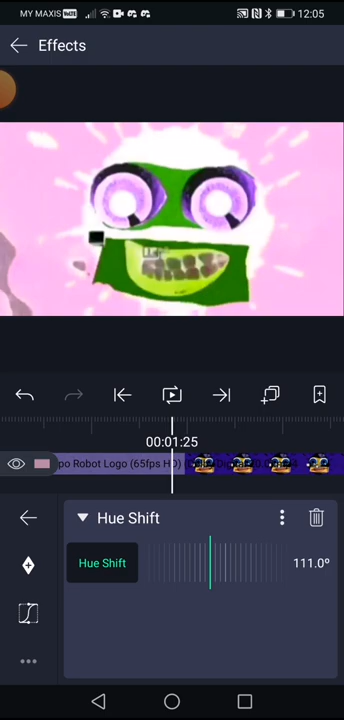 MY MAXIS VoLTE 12:05
Effects
00:01:25
po Robot Logo (65fps HD)
Hue Shift
Hue Shift 111.0º